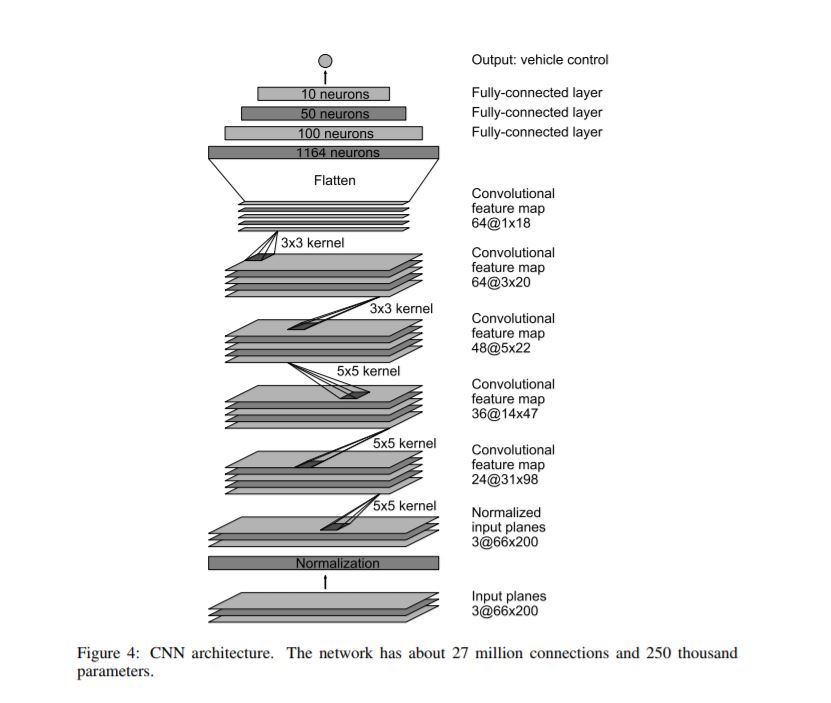 Output: vehicle control
10 neurons
Fully-connected layer
50 neurons
Fully-connected layer
100 neurons
Fully-connected layer
1164 neurons
Flatten
Convolutional
feature map
64@1x18
3x3 kernel
Convolutional
feature map
64@3x20
3x3 kernel
Convolutional
feature map
48@5x22
5x5 kernel
Convolutional
feature map
36@14x47
5x5 kernel
Convolutional
feature map
24@31x98
5x5 kernel
Normalized
input planes
3@66x200
Normalization
Input planes
3@66x200
Figure 4: CNN architecture. The network has about 27 million connections and 250 thousand
parameters.